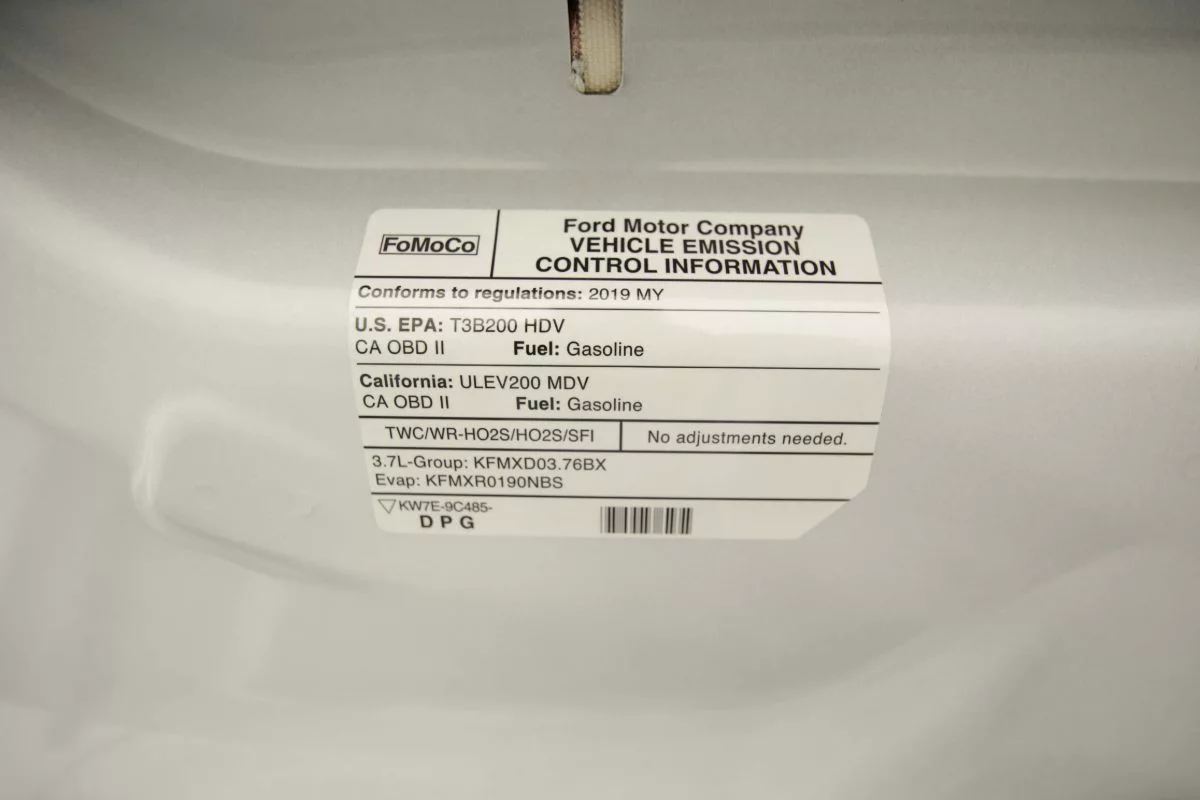 FoMoCo
Ford Motor Company
VEHICLE EMISSION
CONTROL INFORMATION
Conforms to regulations: 2019 MY
U.S. EPA: T3B200 HDV
CA OBD II Fuel: Gasoline
California: ULEV200 MDV
CA OBD II Fuel: Gasoline
TWC/WR-HO2S/HO2S/SFI No adjustments needed.
3.7L-Group: KFMXD03.76BX
Evap: KFMXR0190NBS
KW7E-9C485-
DPG